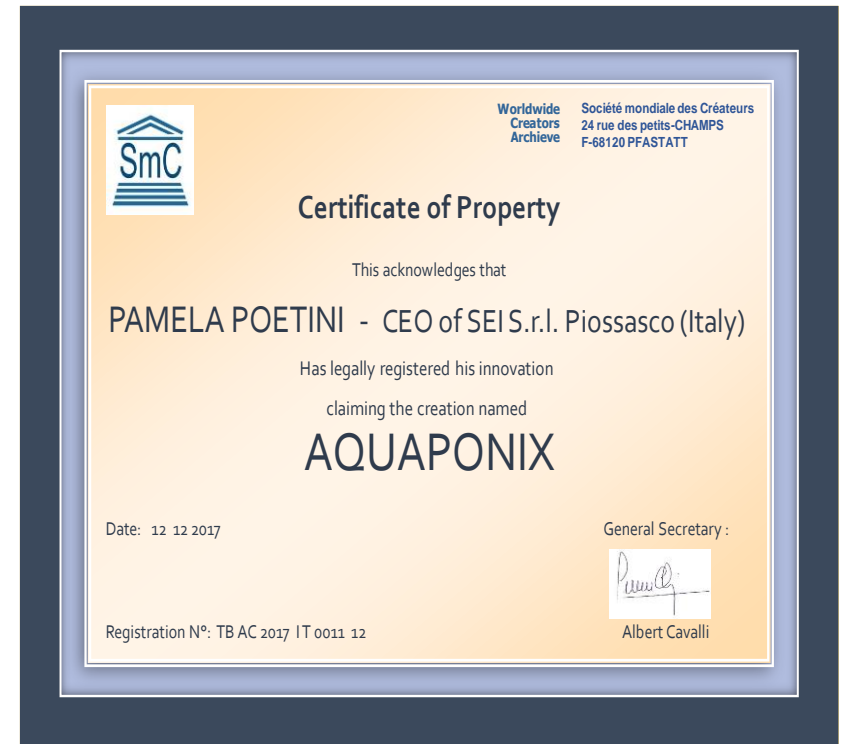 SmC
Worldwide
Creators
Archieve
Société mondiale des Créateurs
24 rue des petits-CHAMPS
F-68120 PFASTATT
Certificate of Property
This acknowledges that
PAMELA POETINI - CEO of SEI S.r.l. Piossasco (Italy)
Has legally registered his innovation
claiming the creation named
AQUAPONIX
Date: 12 12 2017
General Secretary :
Registration Nº: TB AC 2017 IT 0011 12
Albert Cavalli